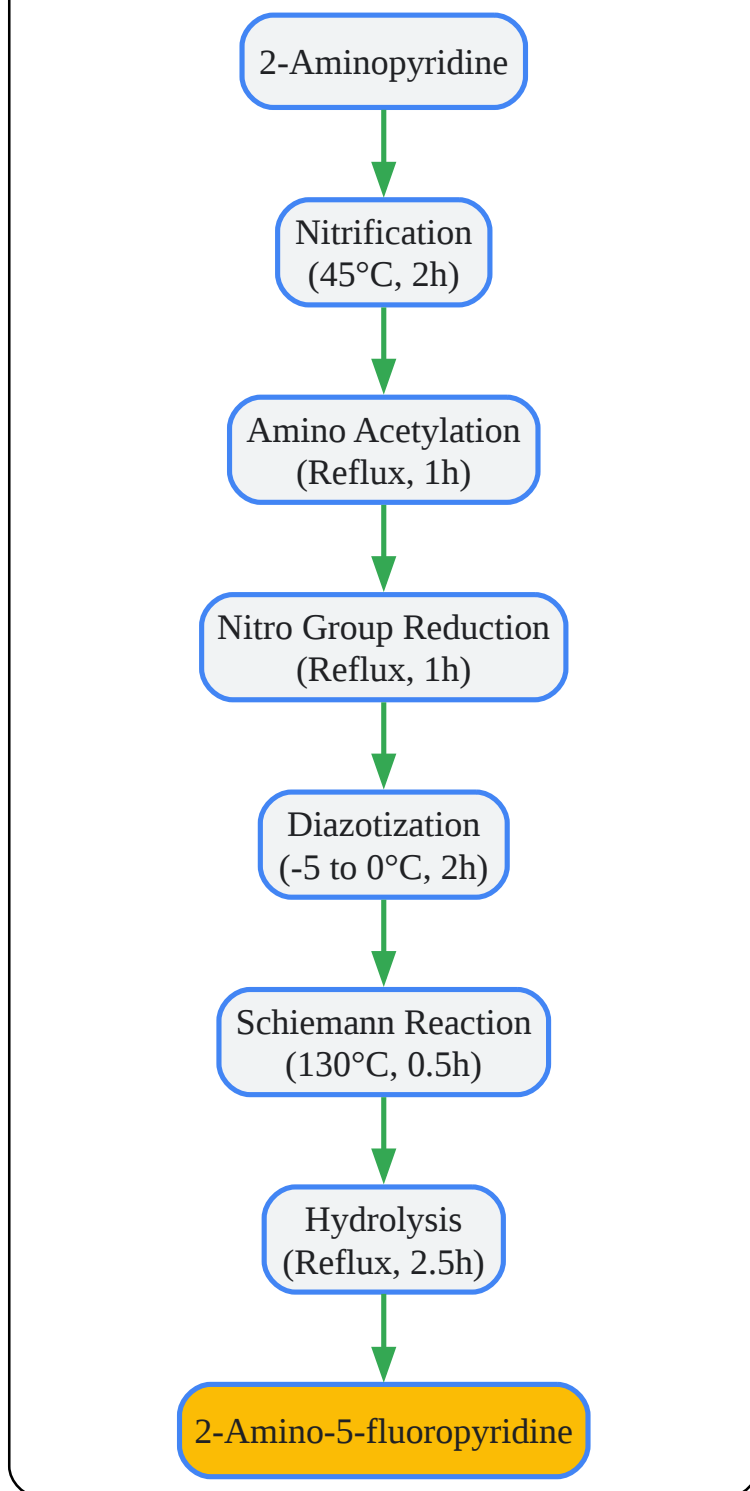 2-Aminopyridine
Nitrification
(45°C, 2h)
Amino Acetylation
(Reflux, 1h)
Nitro Group Reduction
(Reflux, 1h)
Diazotization
(-5 to 0°C, 2h)
Schiemann Reaction
(130°C, 0.5h)
Hydrolysis
(Reflux, 2.5h)
2-Amino-5-fluoropyridine